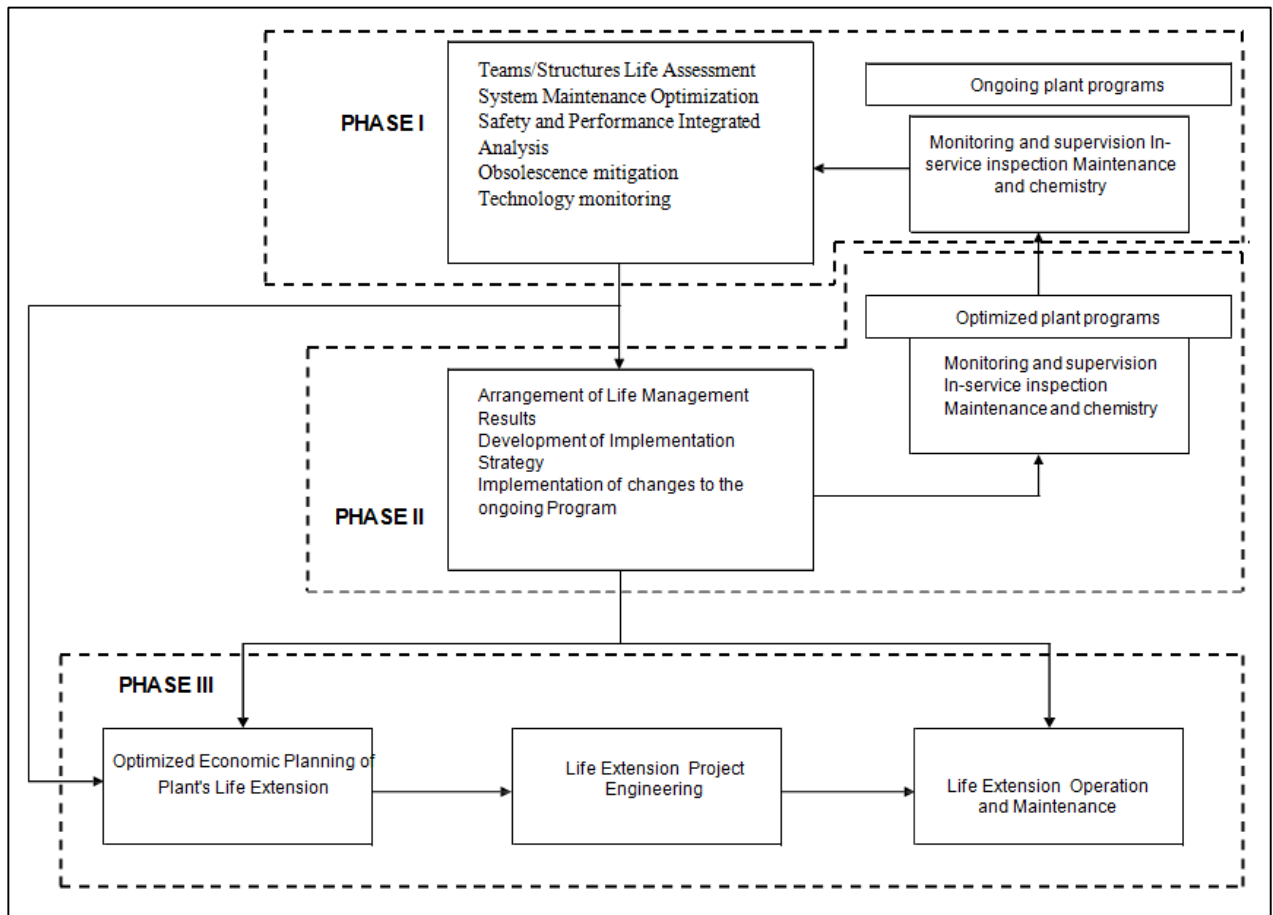 PHASE I
Teams/Structures Life Assessment
System Maintenance Optimization
Safety and Performance Integrated
Analysis
Obsolescence mitigation
Technology monitoring
Ongoing plant programs
Monitoring and supervision In-
service inspection Maintenance
and chemistry
Optimized plant programs
Monitoring and supervision
In-service inspection
Maintenance and chemistry
PHASE II
Arrangement of Life Management
Results
Development of Implementation
Strategy
Implementation of changes to the
ongoing Program
PHASE III
Optimized Economic Planning of
Plant's Life Extension
Life Extension Project
Engineering
Life Extension Operation
and Maintenance